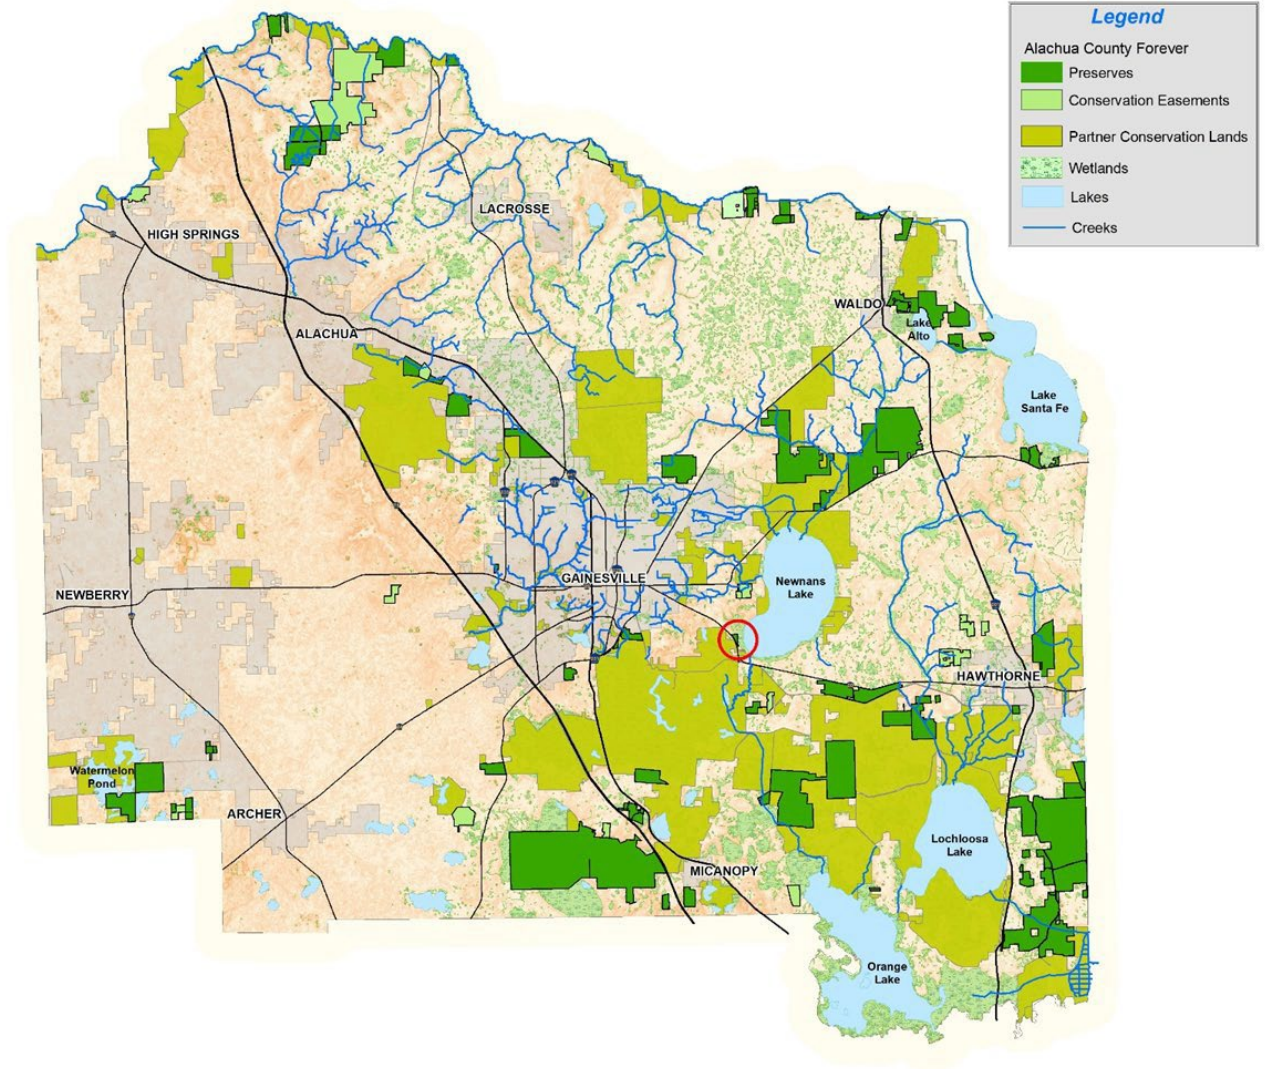 Legend
Alachua County Forever
Preserves
Conservation Easements
Partner Conservation Lands
Wetlands
Lakes
Creeks
LACROSSE
HIGH SPRINGS
WALDO
Lake
Alto
ALACHUA
Lake
Santa Fe
GAINESVILLE
Newnans
Lake
NEWBERRY
HAWTHORNE
Watermelon
Pond
ARCHER
Lochloosa
Lake
MICANOPY
Orange
Lake